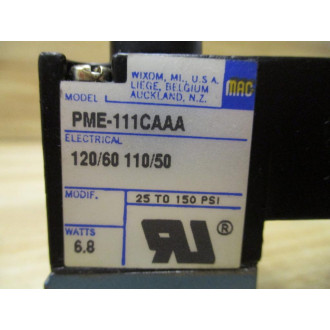 WIXOM, MI., U.S.A.
LIEGE, BELGIUM
AUCKLAND, N.Z.
MAC
MODEL
PME-111CAAA
ELECTRICAL
120/60 110/50
MODIF.
25 TO 150 PSI
WATTS
6.8
RU
®